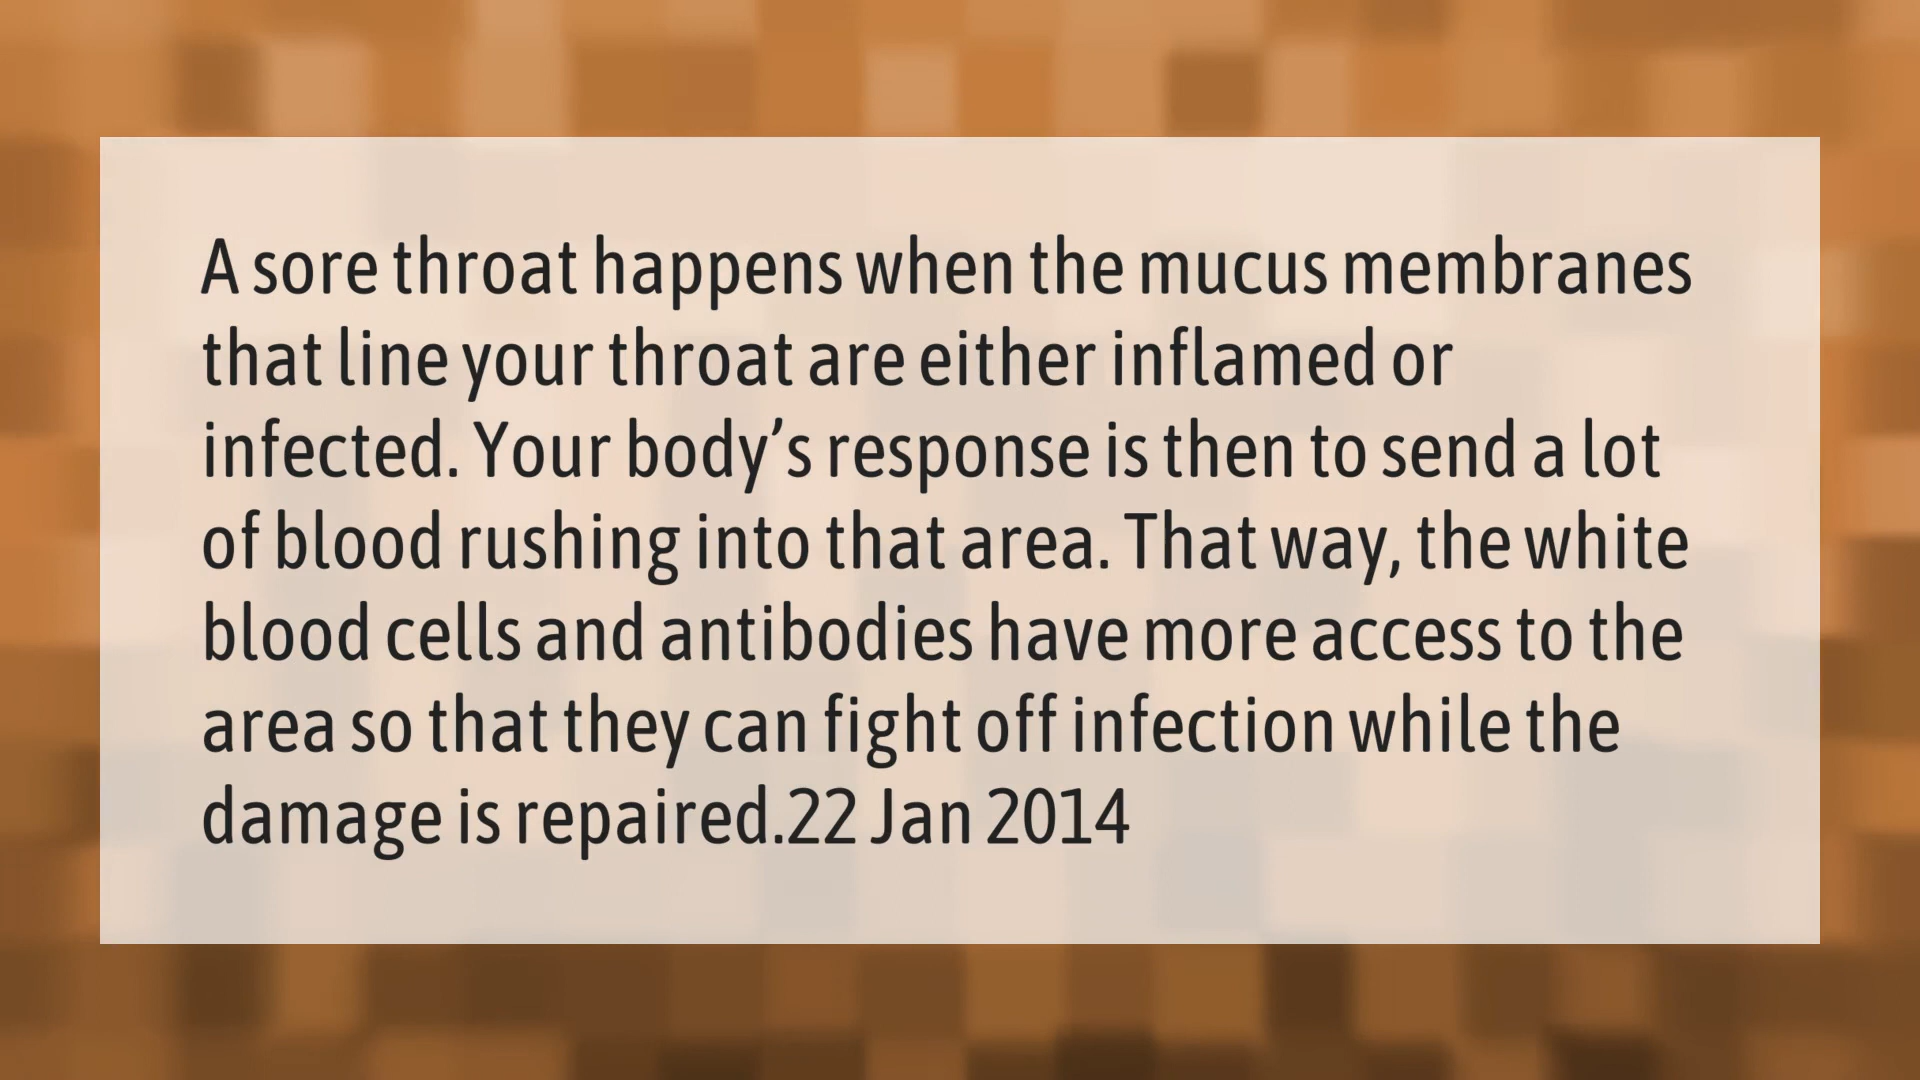 A sore throat happens when the mucus membranes
that line your throat are either inflamed or
infected. Your body’s response is then to send a lot
of blood rushing into that area. That way, the white
blood cells and antibodies have more access to the
area so that they can fight off infection while the
damage is repaired.22 Jan 2014